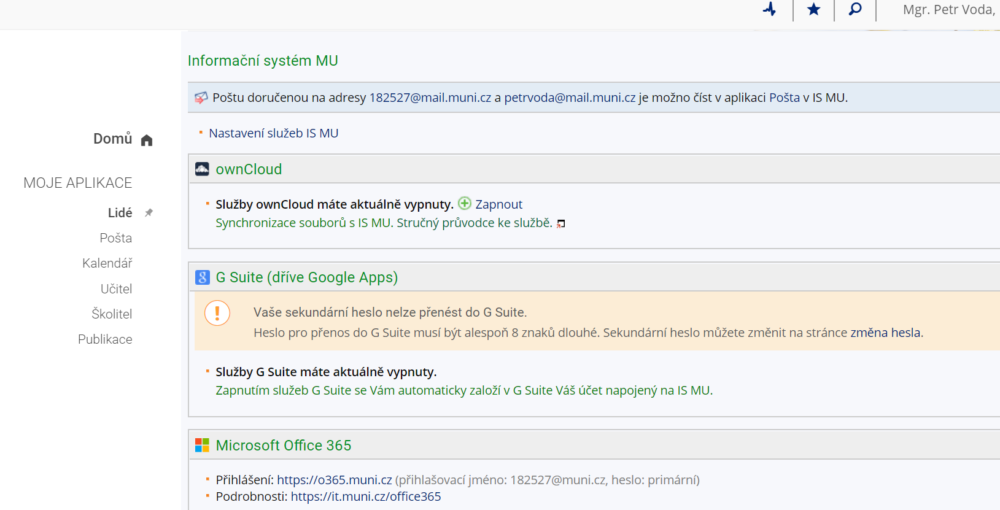 Mgr. Petr Voda,
Informační systém MU
Poštu doručenou na adresy 182527@mail.muni.cz a petrvoda@mail.muni.cz je možno číst v aplikaci Pošta v IS MU.
Nastavení služeb IS MU
Domů
MOJE APLIKACE
Lidé
Pošta
Kalendář
Učitel
Školitel
Publikace
ownCloud
Služby ownCloud máte aktuálně vypnuty. Zapnout
Synchronizace souborů s IS MU. Stručný průvodce ke službě.
G Suite (dříve Google Apps)
Vaše sekundární heslo nelze přenést do G Suite.
Heslo pro přenos do G Suite musí být alespoň 8 znaků dlouhé. Sekundární heslo můžete změnit na stránce změna hesla.
Služby G Suite máte aktuálně vypnuty.
Zapnutím služeb G Suite se Vám automaticky založí v G Suite Váš účet napojený na IS MU.
Microsoft Office 365
Přihlášení: https://o365.muni.cz (přihlašovací jméno: 182527@muni.cz, heslo: primární)
Podrobnosti: https://it.muni.cz/office365